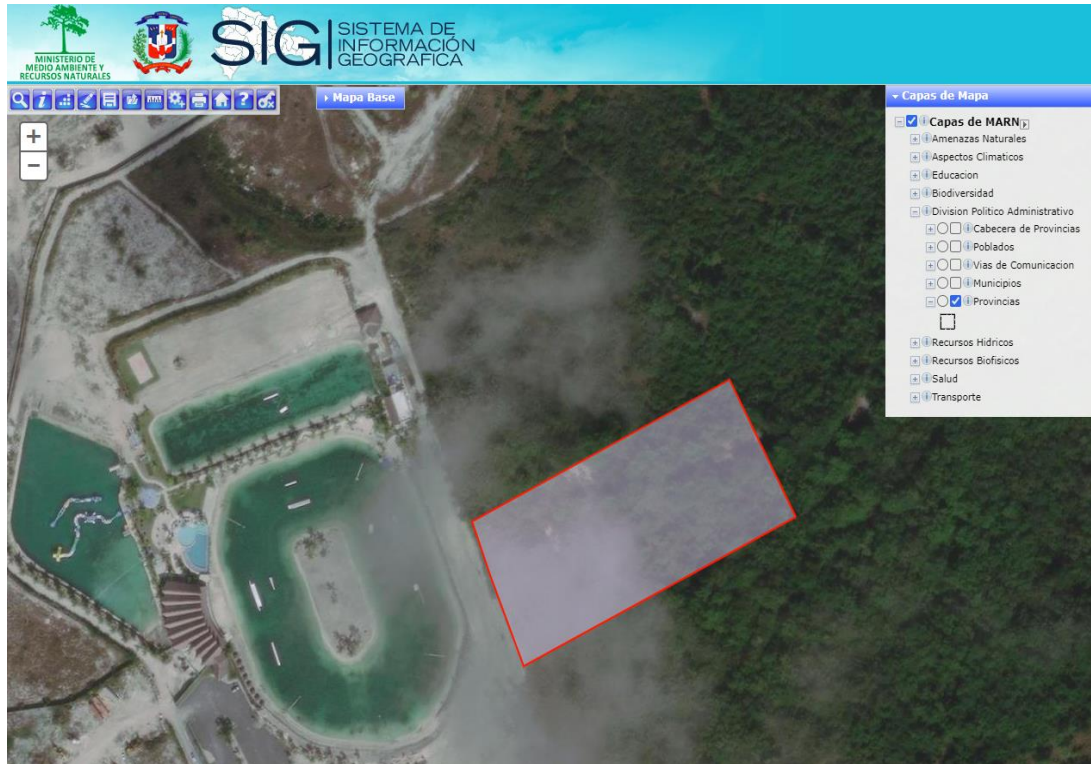 MINISTERIO DE
MEDIO AMBIENTE Y
RECURSOS NATURALES
SIG
SISTEMA DE
INFORMACIÓN
GEOGRAFICA
Mapa Base
+
−
Capas de Mapa
Capas de MARN
Amenazas Naturales
Aspectos Climaticos
Educacion
Biodiversidad
Division Politico Administrativo
Cabecera de Provincias
Poblados
Vias de Comunicacion
Municipios
Provincias
Recursos Hidricos
Recursos Biofisicos
Salud
Transporte